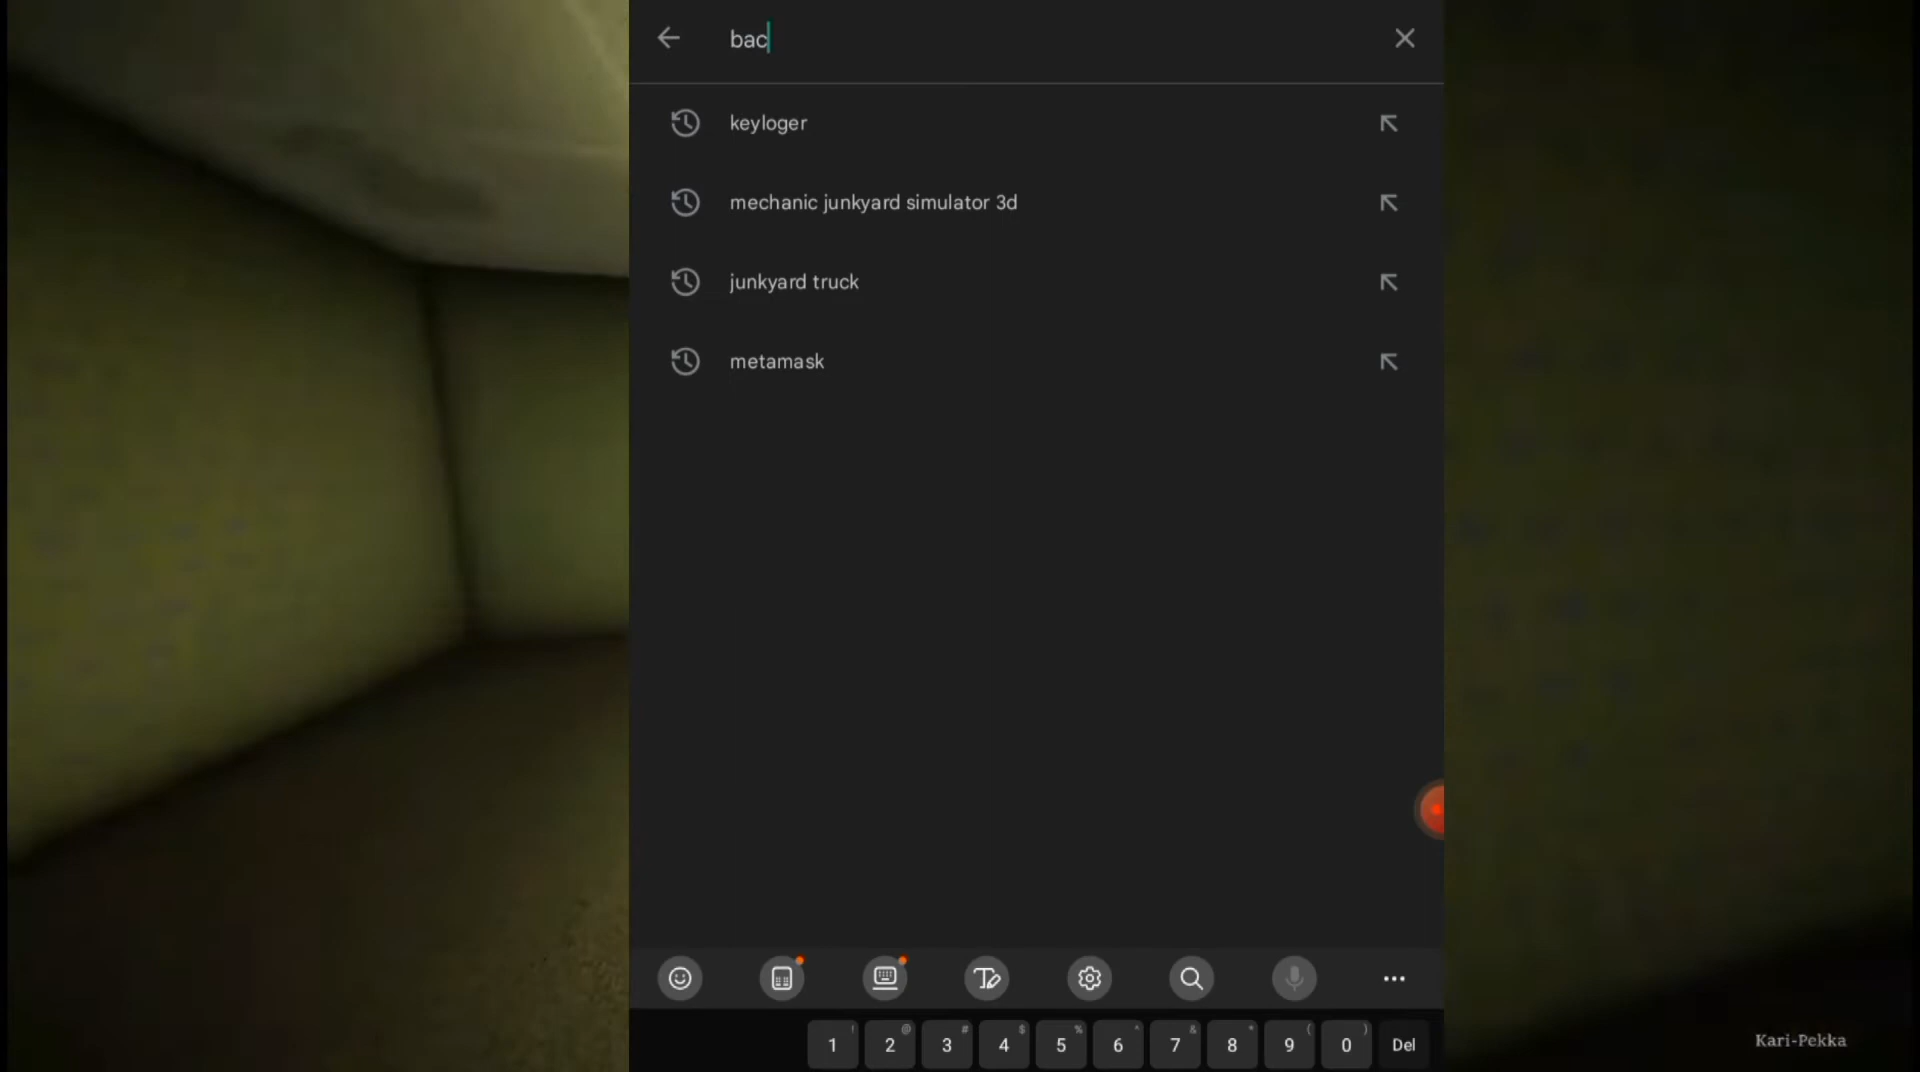 bac
keyloger
mechanic junkyard simulator 3d
junkyard truck
metamask
! @ # $ % ^ & * ( )
1 2 3 4 5 6 7 8 9 0 Del
Kari-Pekka